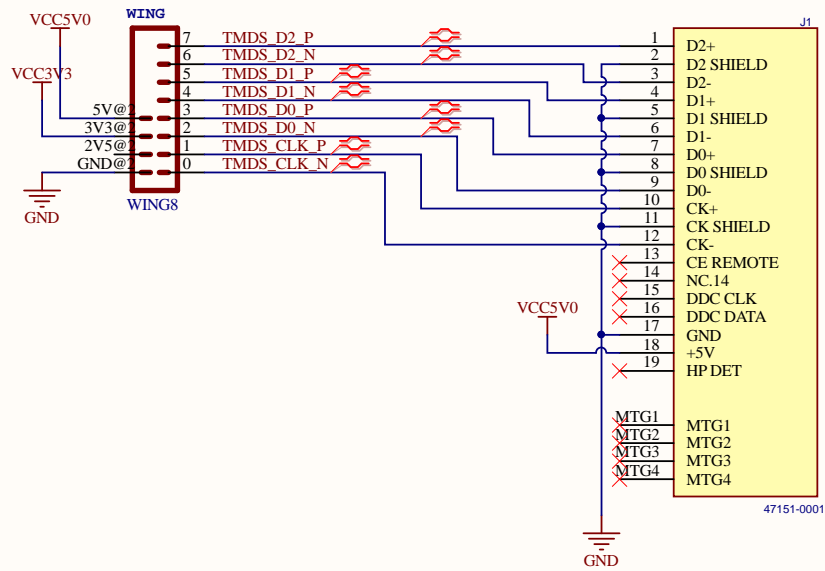 WING
J1
VCC5V0
7 TMDS_D2_P
6 TMDS_D2_N
5 TMDS_D1_P
4 TMDS_D1_N
3 TMDS_D0_P
2 TMDS_D0_N
1 TMDS_CLK_P
0 TMDS_CLK_N
VCC3V3
5V@2
3V3@2
2V5@2
GND@2
GND
WING8
1 D2+
2 D2 SHIELD
3 D2-
4 D1+
5 D1 SHIELD
6 D1-
7 D0+
8 D0 SHIELD
9 D0-
10 CK+
11 CK SHIELD
12 CK-
13 CE REMOTE
14 NC.14
15 DDC CLK
16 DDC DATA
17 GND
18 +5V
19 HP DET
VCC5V0
MTG1 MTG1
MTG2 MTG2
MTG3 MTG3
MTG4 MTG4
47151-0001
GND